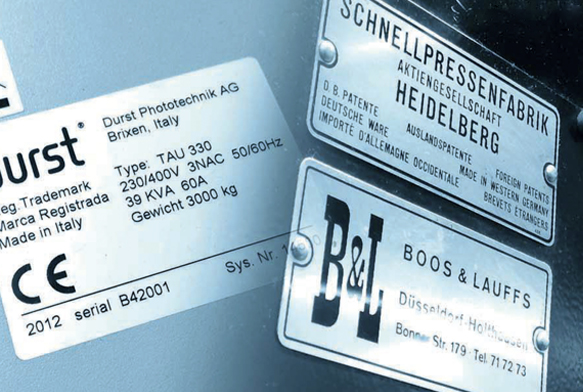 Durst Phototechnik AG
Brixen, Italy
Type: TAU 330
230/400V 3NAC 50/60Hz
39 KVA 60A
Gewicht 3000 kg
urst®
Trademark
Marca Registrada
Made in Italy
CE
Sys. Nr.
2012 serial B42001
SCHNELLPRESSENFABRIK
AKTIENGESELLSCHAFT
HEIDELBERG
D. B. PATENTE AUSLANDSPATENTE FOREIGN PATENTS
DEUTSCHE WARE MADE IN WESTERN GERMANY
IMPORTE D'ALLEMAGNE OCCIDENTALE BREVETS ETRANGERS
B&L
BOOS & LAUFFS
Düsseldorf-Holthausen
Bonner Str. 179 · Tel. 71 72 73